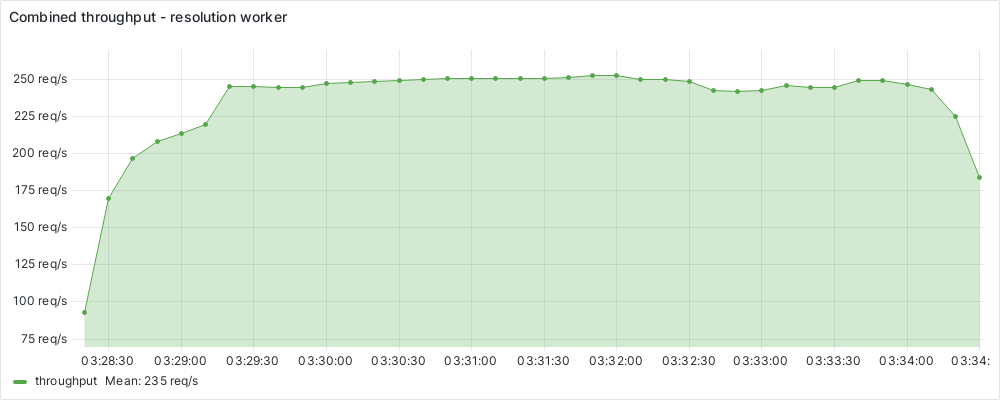 Combined throughput - resolution worker
250 req/s
225 req/s
200 req/s
175 req/s
150 req/s
125 req/s
100 req/s
75 req/s
03:28:30 03:29:00 03:29:30 03:30:00 03:30:30 03:31:00 03:31:30 03:32:00 03:32:30 03:33:00 03:33:30 03:34:00 03:34:
throughput Mean: 235 req/s